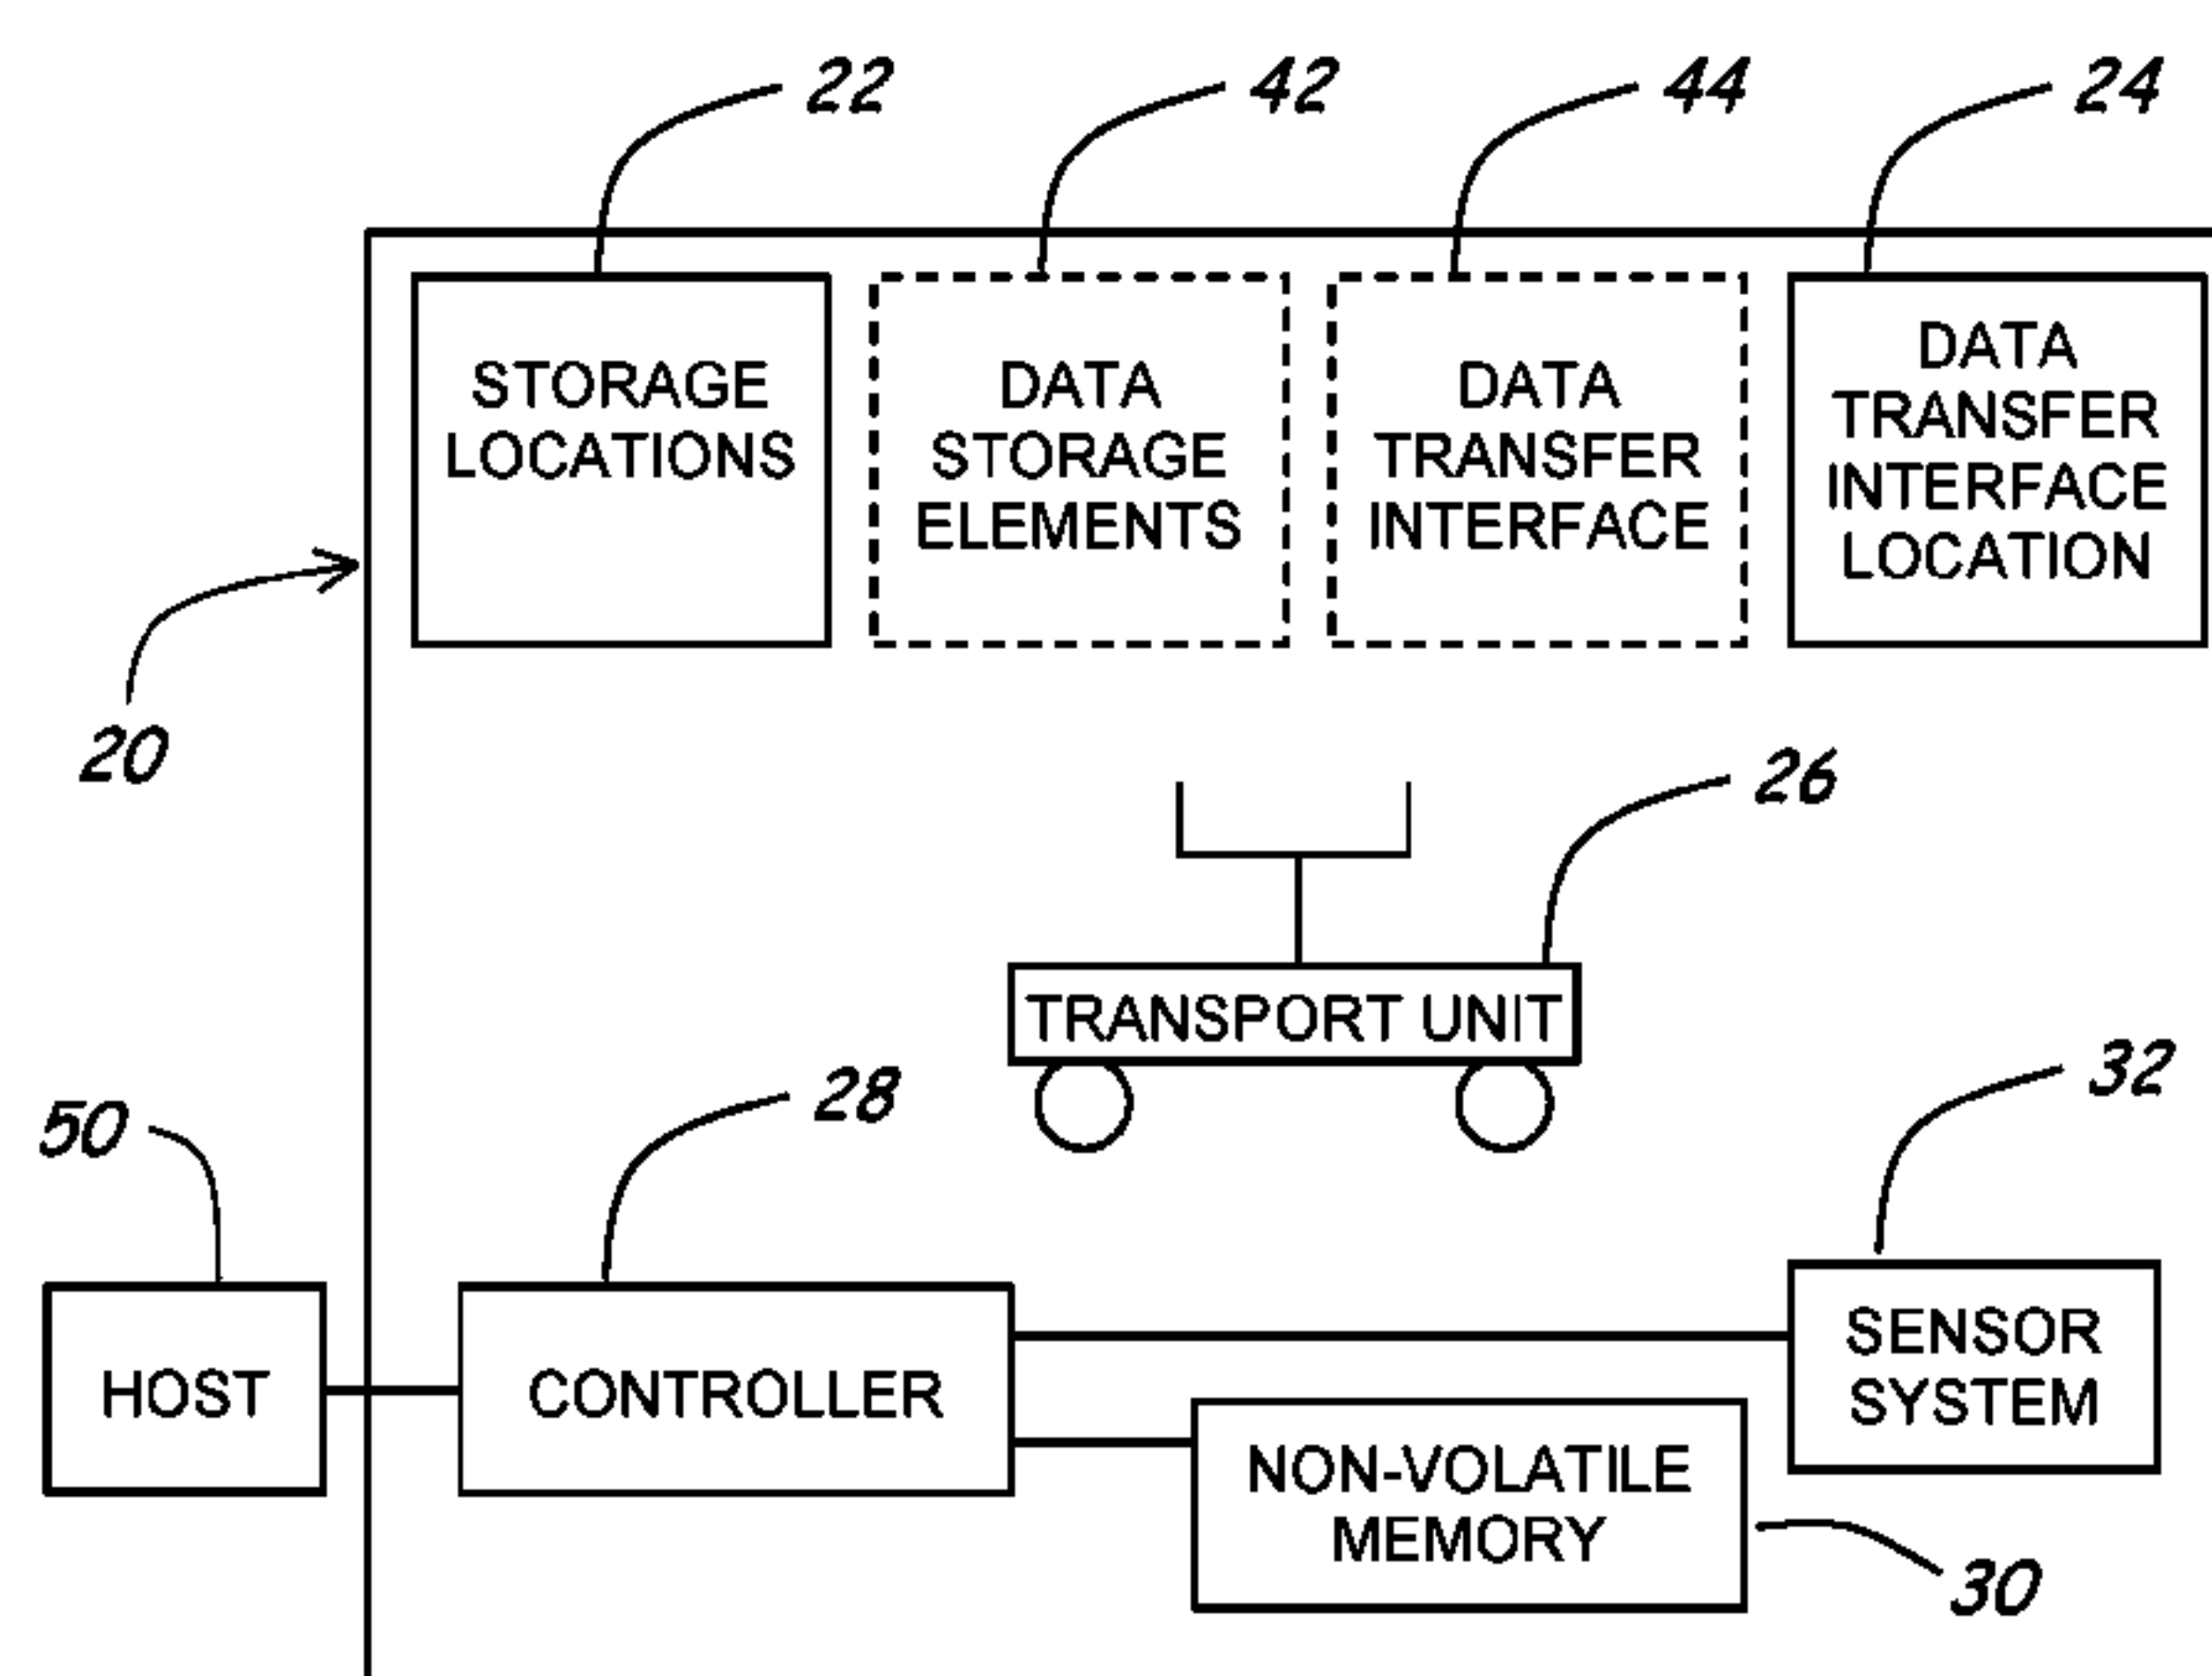 22
42
44
24
STORAGE
LOCATIONS
DATA
STORAGE
ELEMENTS
DATA
TRANSFER
INTERFACE
DATA
TRANSFER
INTERFACE
LOCATION
20
26
TRANSPORT UNIT
50
28
32
HOST
CONTROLLER
SENSOR
SYSTEM
NON-VOLATILE
MEMORY
30